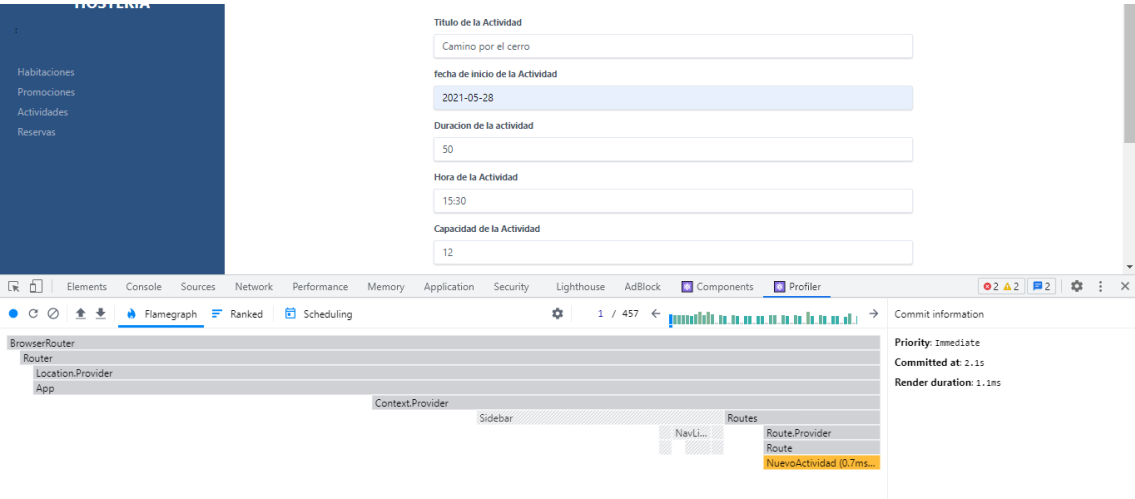 HOSTERIA
:
Habitaciones
Promociones
Actividades
Reservas
Titulo de la Actividad
Camino por el cerro
fecha de inicio de la Actividad
2021-05-28
Duracion de la actividad
50
Hora de la Actividad
15:30
Capacidad de la Actividad
12
Elements Console Sources Network Performance Memory Application Security Lighthouse AdBlock Components Profiler 2 2 2
Flamegraph Ranked Scheduling 1 / 457 Commit information
BrowserRouter
Router
Location.Provider
App
Context.Provider
Sidebar Routes
NavLi... Route.Provider
Route
NuevoActividad (0.7ms...
Priority: Immediate
Committed at: 2.1s
Render duration: 1.1ms